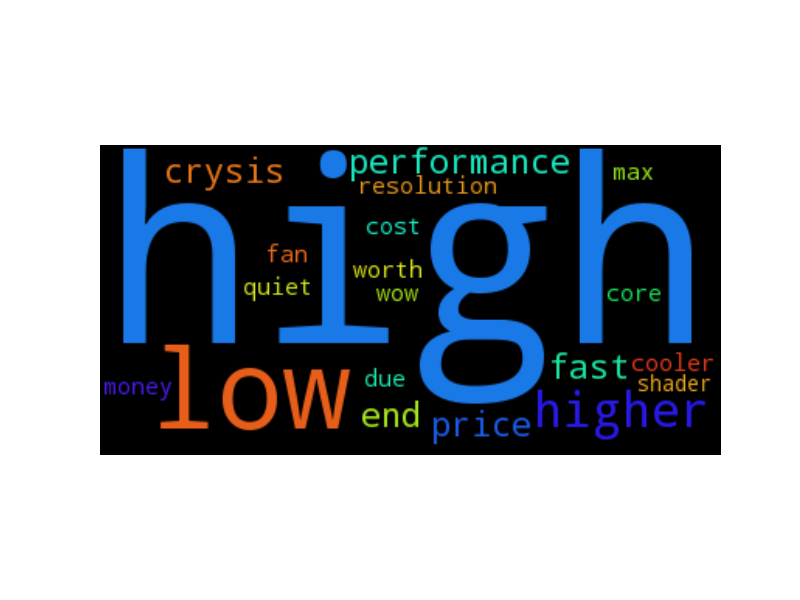 crysis
performance
max
resolution
high
cost
fan
worth
quiet
wow
core
low
fast
cooler
money
due
shader
end
price
higher